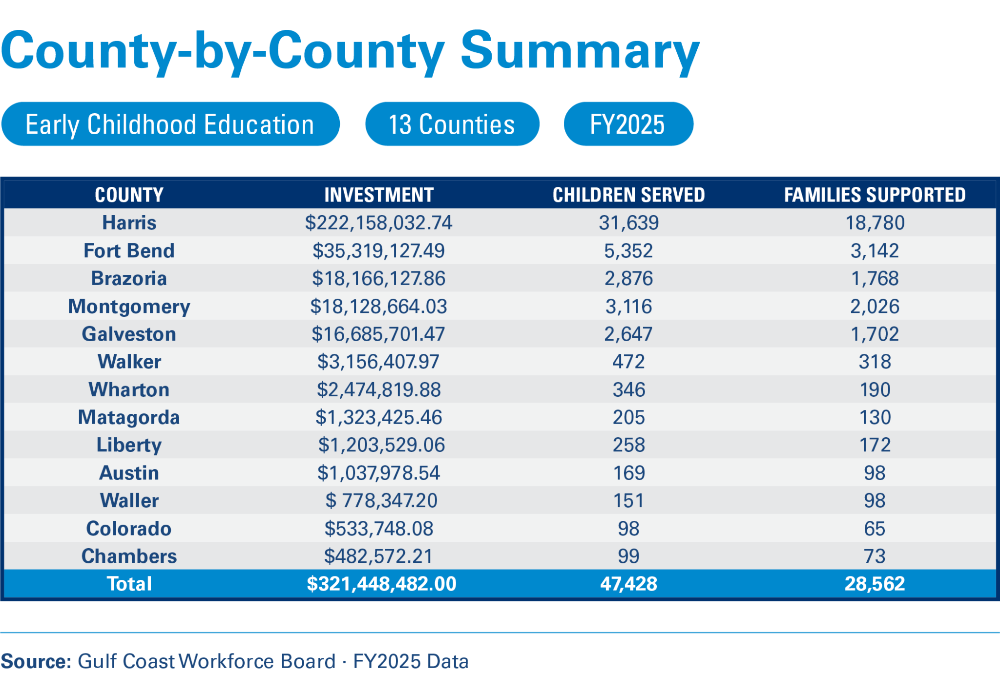 County-by-County Summary
Early Childhood Education 13 Counties FY2025
COUNTY INVESTMENT CHILDREN SERVED FAMILIES SUPPORTED
Harris $222,158,032.74 31,639 18,780
Fort Bend $35,319,127.49 5,352 3,142
Brazoria $18,166,127.86 2,876 1,768
Montgomery $18,128,664.03 3,116 2,026
Galveston $16,685,701.47 2,647 1,702
Walker $3,156,407.97 472 318
Wharton $2,474,819.88 346 190
Matagorda $1,323,425.46 205 130
Liberty $1,203,529.06 258 172
Austin $1,037,978.54 169 98
Waller $ 778,347.20 151 98
Colorado $533,748.08 98 65
Chambers $482,572.21 99 73
Total $321,448,482.00 47,428 28,562
Source: Gulf Coast Workforce Board · FY2025 Data